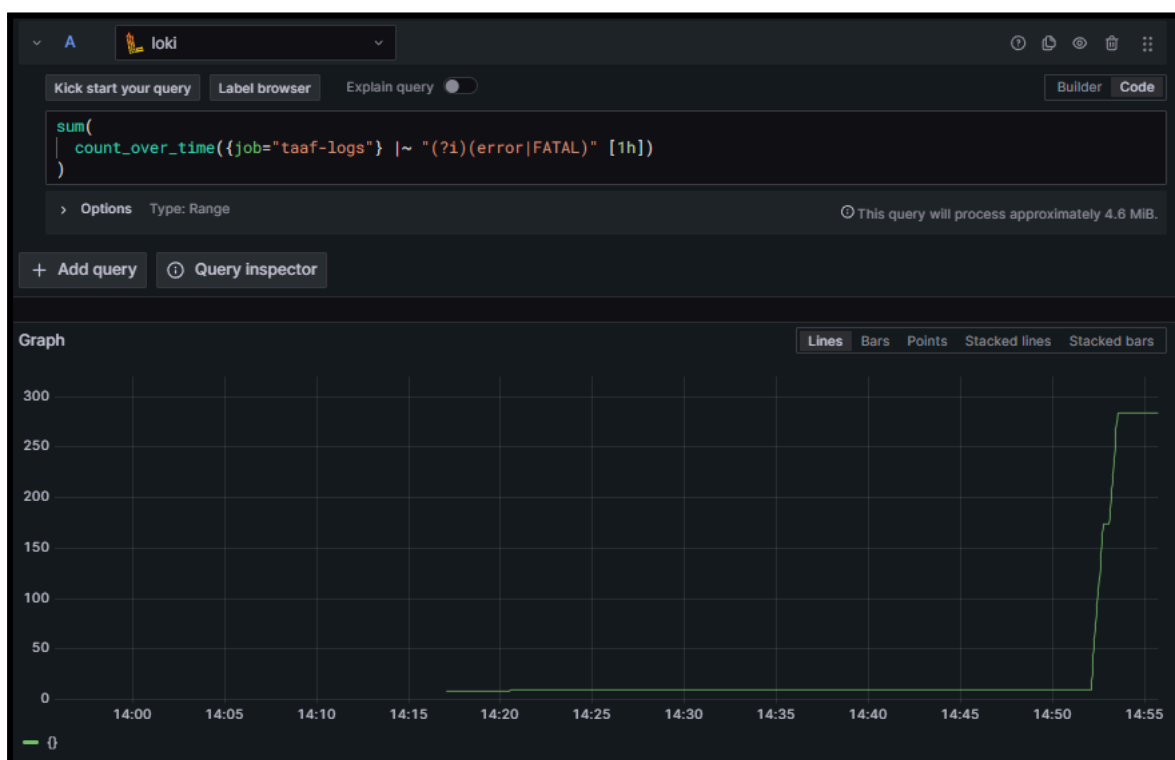 A loki
Kick start your query Label browser Explain query Builder Code
sum(
count_over_time({job="taaf-logs"} |~ "(?i)(error|FATAL)" [1h])
)
Options Type: Range This query will process approximately 4.6 MiB.
+ Add query Query inspector
Graph Lines Bars Points Stacked lines Stacked bars
300
250
200
150
100
50
0
14:00 14:05 14:10 14:15 14:20 14:25 14:30 14:35 14:40 14:45 14:50 14:55
{}